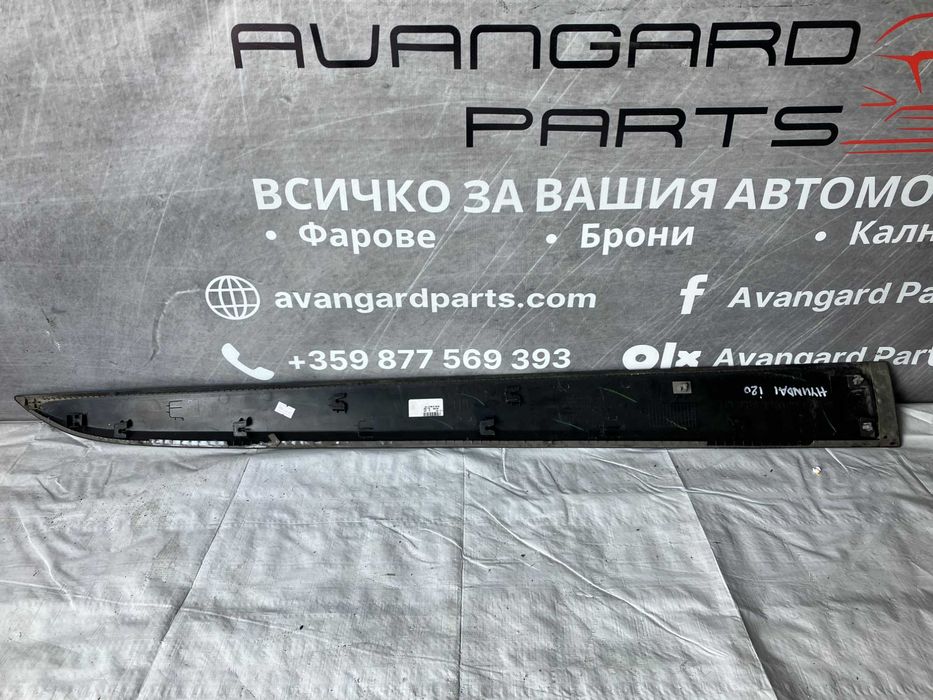 AVANGARD
PARTS
ВСИЧКО ЗА ВАШИЯ АВТОМО
• Фарове • Брони • Калн
avangardparts.com f Avangard Pa
+359 877 569 393 OLX Avangard Part
HYUNDAI i20